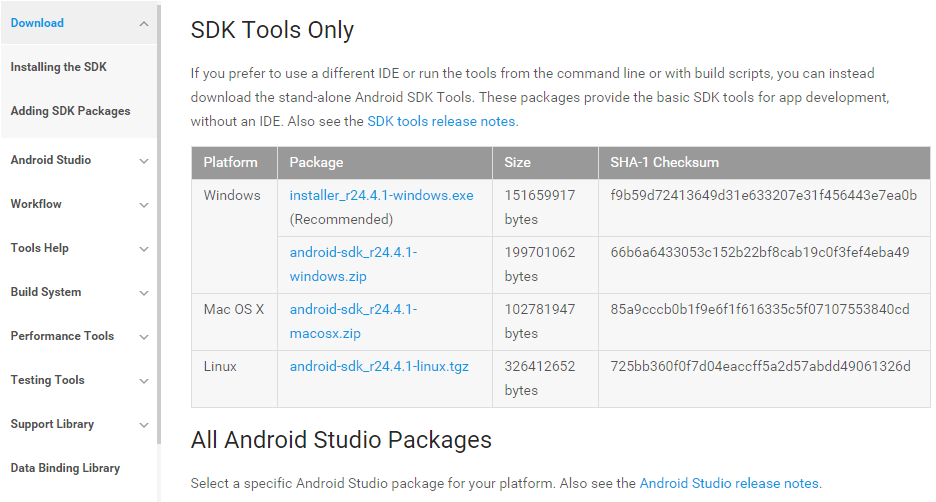 Download
Installing the SDK
Adding SDK Packages
Android Studio
Workflow
Tools Help
Build System
Performance Tools
Testing Tools
Support Library
Data Binding Library
SDK Tools Only
If you prefer to use a different IDE or run the tools from the command line or with build scripts, you can instead
download the stand-alone Android SDK Tools. These packages provide the basic SDK tools for app development,
without an IDE. Also see the SDK tools release notes.
Platform Package Size SHA-1 Checksum
Windows installer_r24.4.1-windows.exe 151659917 f9b59d72413649d31e633207e31f456443e7ea0b
(Recommended) bytes
android-sdk_r24.4.1- 199701062 66b6a6433053c152b22bf8cab19c0f3fef4eba49
windows.zip bytes
Mac OS X android-sdk_r24.4.1- 102781947 85a9cccb0b1f9e6f1f616335c5f07107553840cd
macosx.zip bytes
Linux android-sdk_r24.4.1-linux.tgz 326412652 725bb360f0f7d04eaccff5a2d57abdd49061326d
bytes
All Android Studio Packages
Select a specific Android Studio package for your platform. Also see the Android Studio release notes.